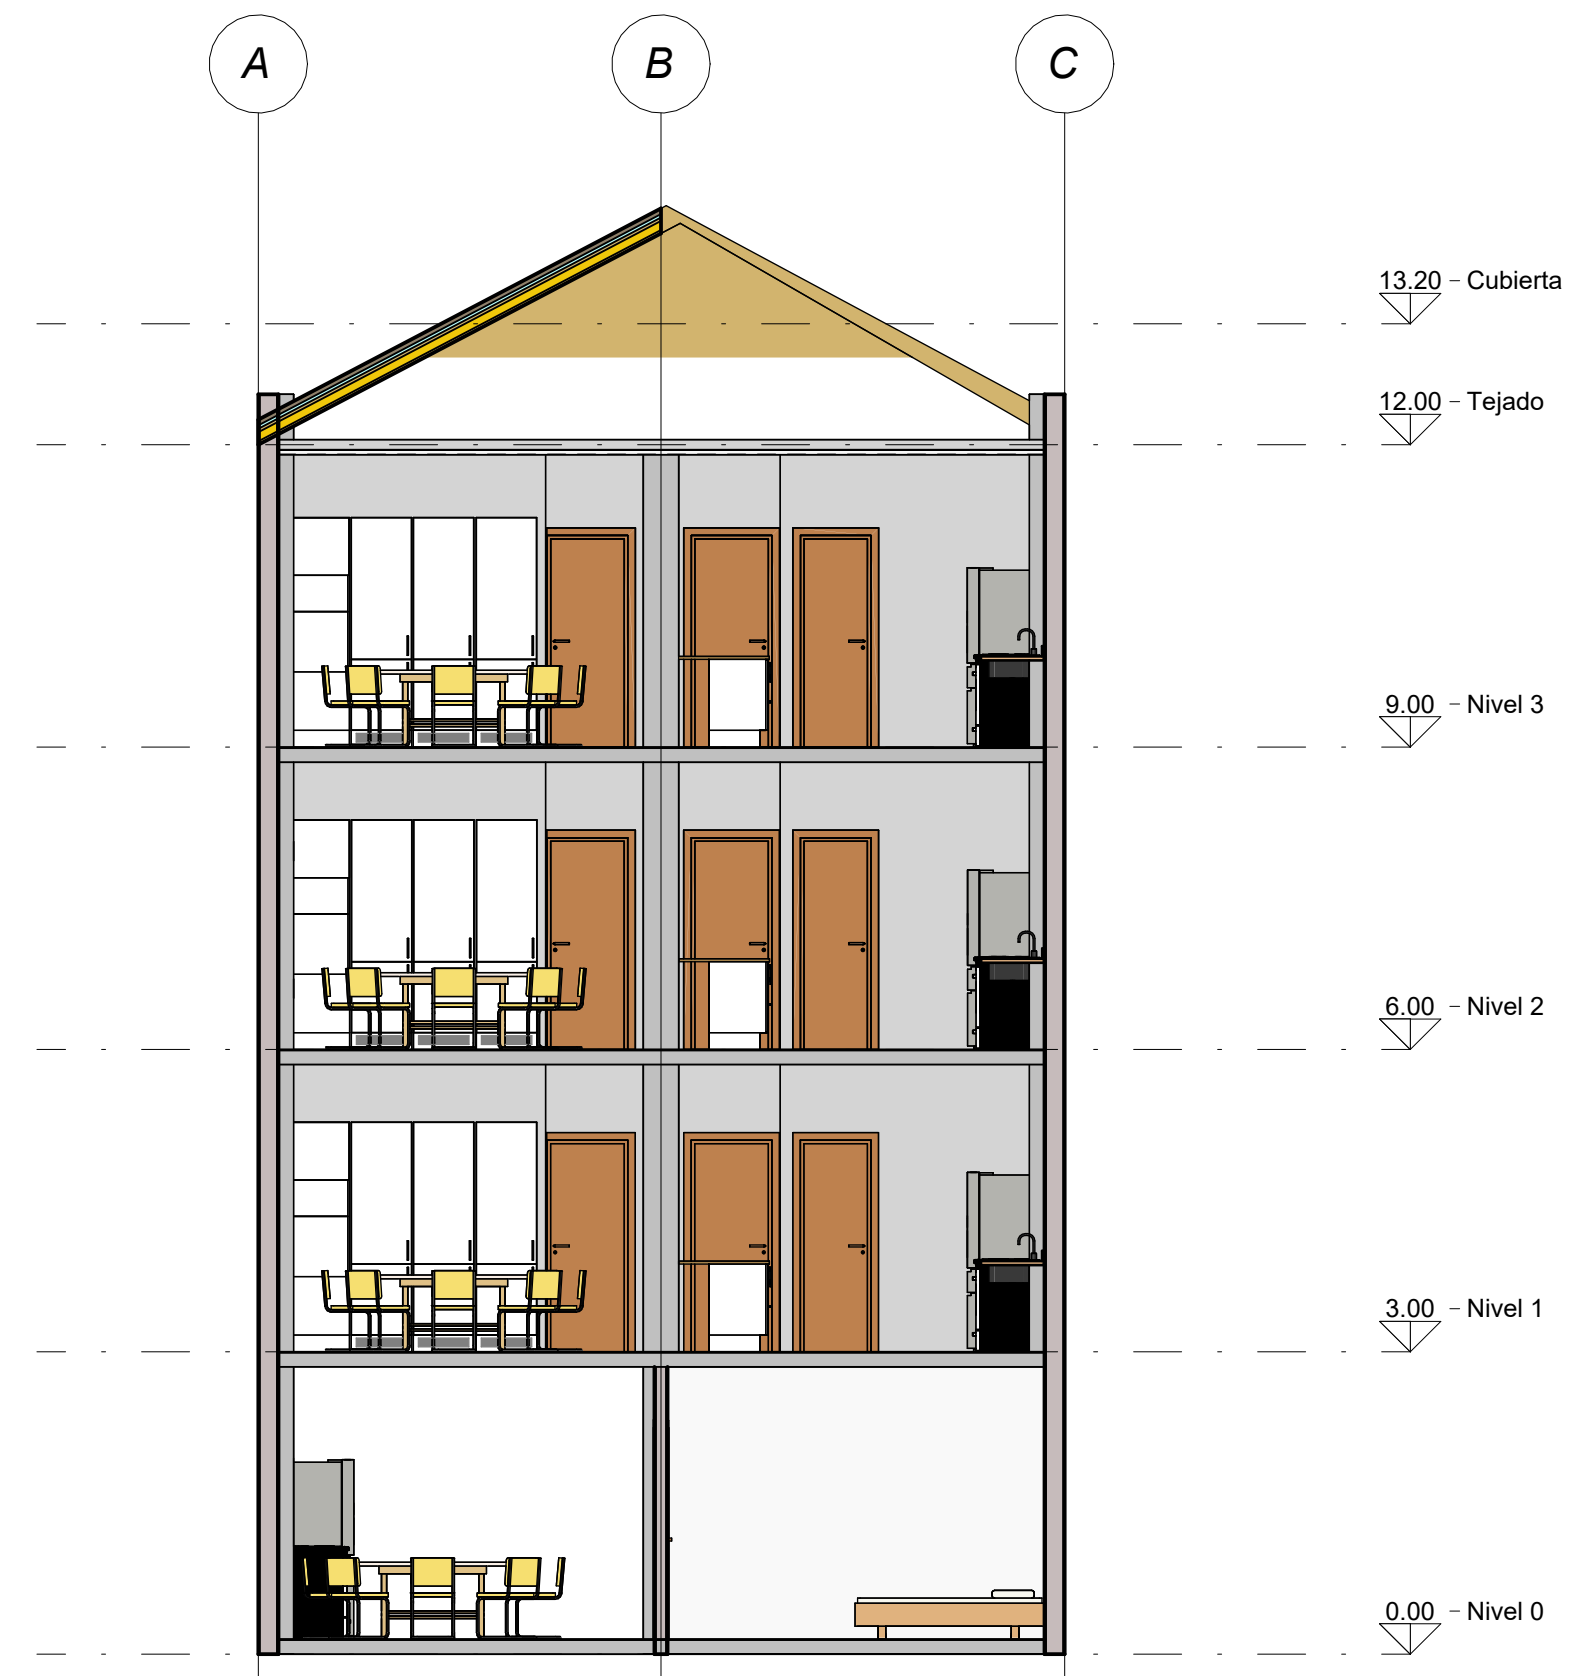 A B C
13.20 - Cubierta
12.00 - Tejado
9.00 - Nivel 3
6.00 - Nivel 2
3.00 - Nivel 1
0.00 - Nivel 0